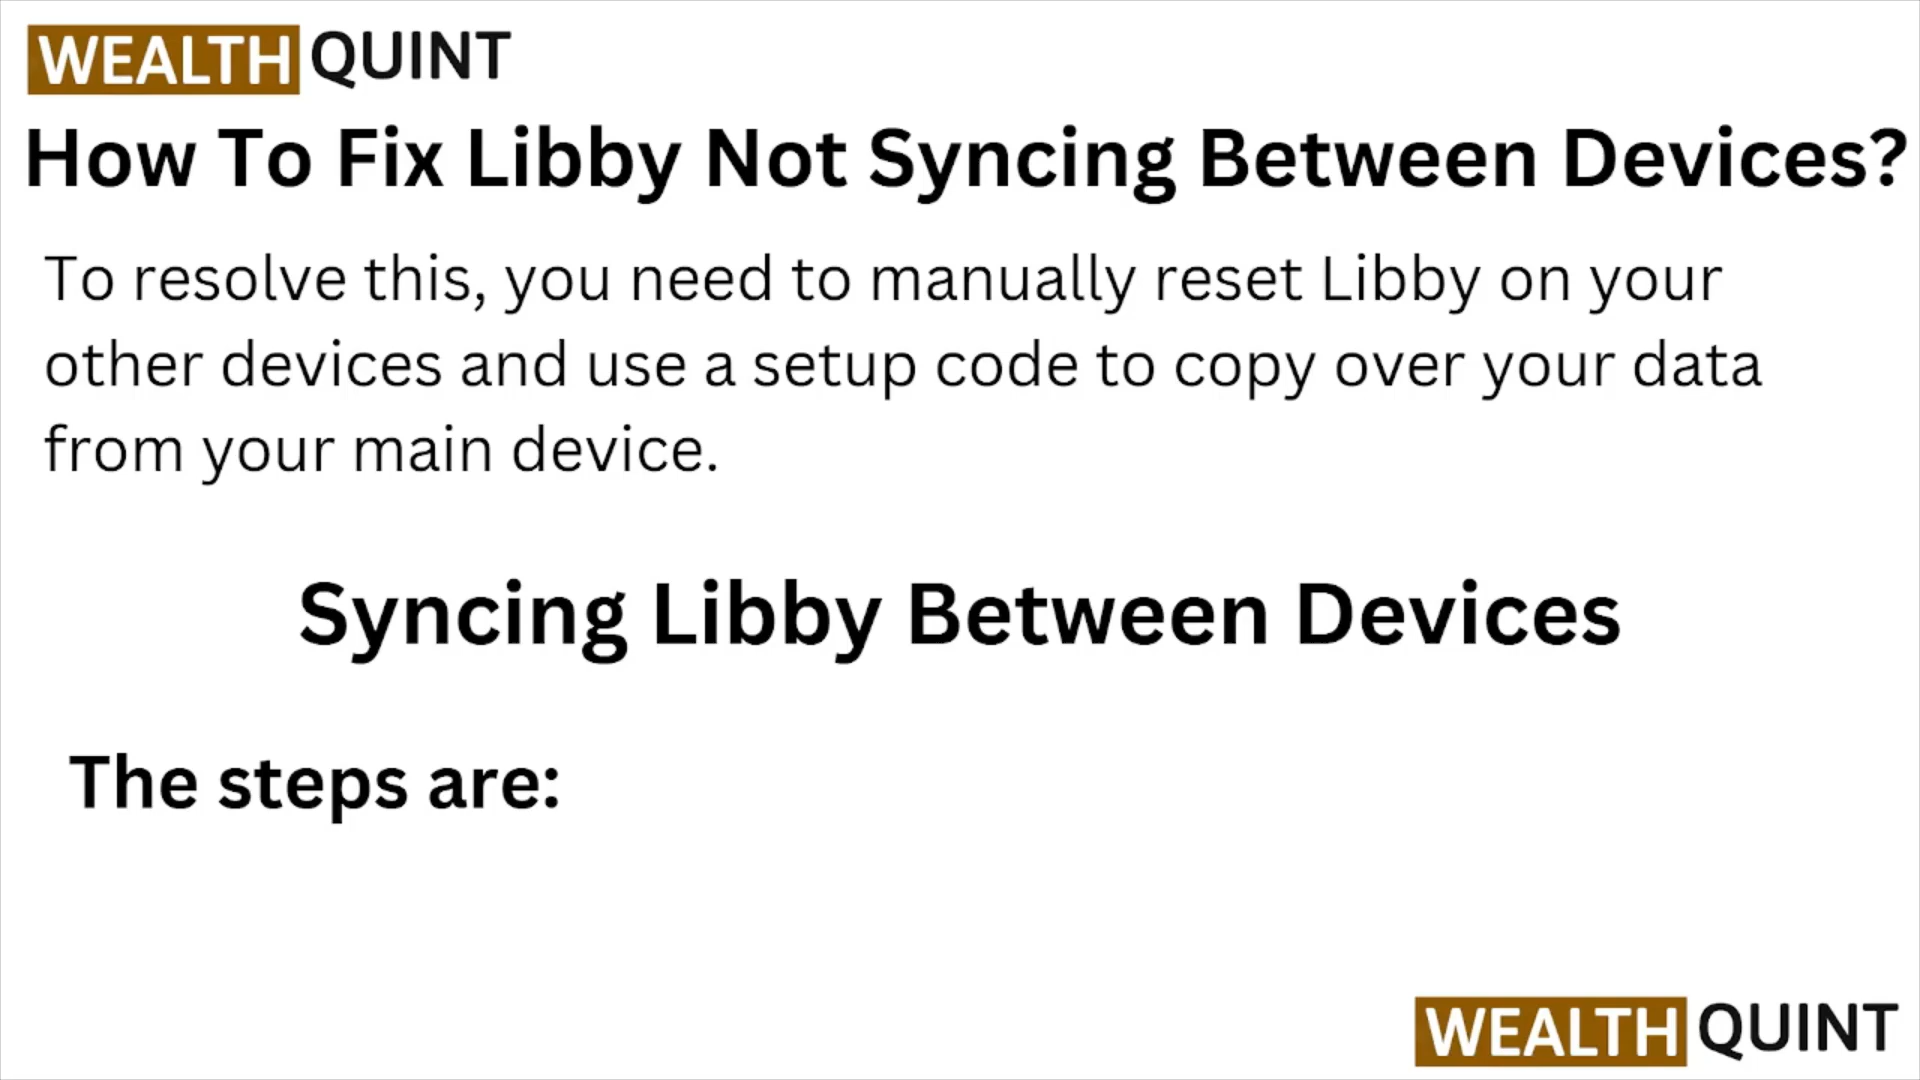 WEALTH QUINT
How To Fix Libby Not Syncing Between Devices?
To resolve this, you need to manually reset Libby on your
other devices and use a setup code to copy over your data
from your main device.
Syncing Libby Between Devices
The steps are:
WEALTH QUINT